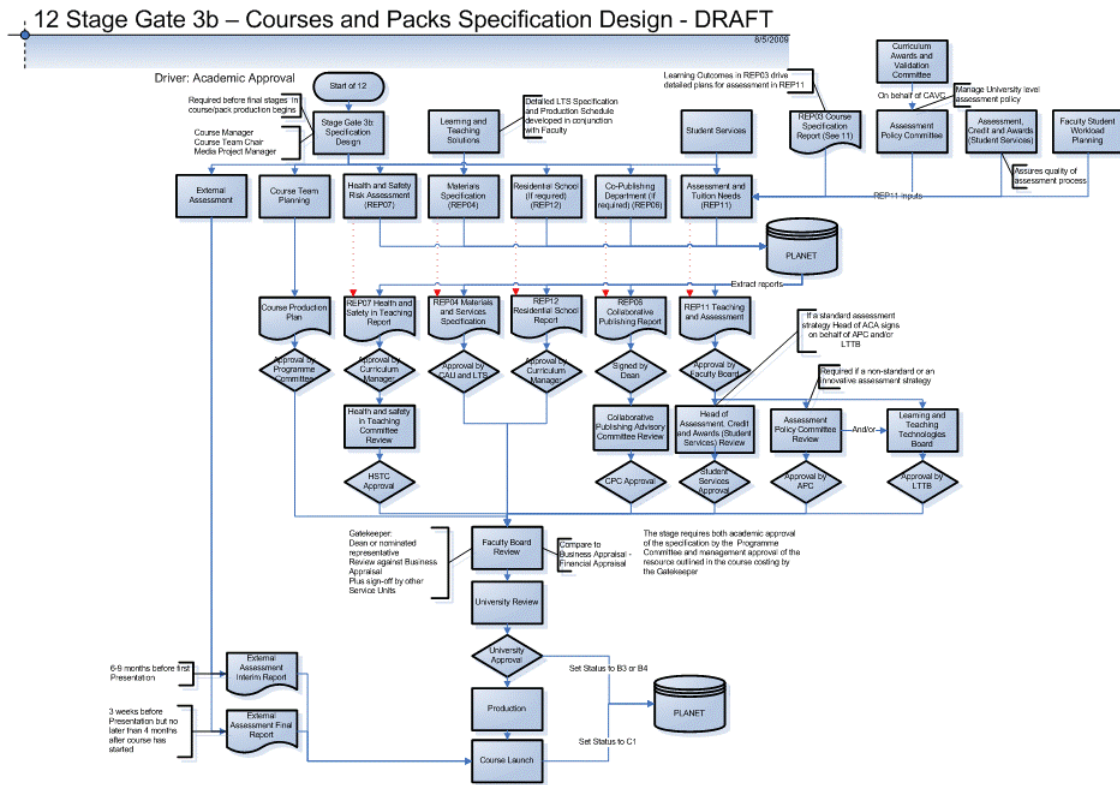 12 Stage Gate 3b – Courses and Packs Specification Design - DRAFT
8/5/2009
Driver: Academic Approval
Required before final stages in
course/pack production begins
Course Manager
Course Team Chair
Media Project Manager
Start of 12
Stage Gate 3b:
Specification
Design
Learning and
Teaching
Solutions
Detailed LTS Specification
and Production Schedule
developed in conjunction
with Faculty
Student Services
Learning Outcomes in REP03 drive
detailed plans for assessment in REP11
REP03 Course
Specification
Report (See 11)
Curriculum
Awards and
Validation
Committee
On behalf of CAVC
Manage University level
assessment policy
Assessment
Policy Committee
Assessment,
Credit and Awards
(Student Services)
Faculty Student
Workload
Planning
Assures quality of
assessment process
REP11 inputs
External
Assessment
Course Team
Planning
Health and Safety
Risk Assessment
(REP07)
Materials
Specification
(REP04)
Residential School
(if required)
(REP12)
Co-Publishing
Department (If
required) (REP06)
Assessment and
Tuition Needs
(REP11)
PLANET
Extract reports
Course Production
Plan
REP07 Health and
Safety in Teaching
Report
REP04 Materials
and Services
Specification
REP12
Residential School
Report
REP06
Collaborative
Publishing Report
REP11 Teaching
and Assessment
If a standard assessment
strategy Head of ACA signs
on behalf of APC and/or
LTTB
Approval by
Programme
Committee
Approval by
Curriculum
Manager
Approval by
CAU and LTS
Approval by
Curriculum
Manager
Signed by
Dean
Approval by
Faculty Board
Required if a non-standard or an
innovative assessment strategy
Health and safety
in Teaching
Committee
Review
Collaborative
Publishing Advisory
Committee Review
Head of
Assessment, Credit
and Awards (Student
Services) Review
Assessment
Policy Committee
Review
And/or
Learning and
Teaching
Technologies
Board
HSTC
Approval
CPC Approval
Student
Services
Approval
Approval by
APC
Approval by
LTTB
Gatekeeper:
Dean or nominated
representative
Review against Business
Appraisal
Plus sign-off by other
Service Units
Faculty Board
Review
Compare to
Business Appraisal -
Financial Appraisal
The stage requires both academic approval
of the specification by the Programme
Committee and management approval of the
resource outlined in the course costing by
the Gatekeeper
University Review
University
Approval
Set Status to B3 or B4
6-9 months before first
Presentation
External
Assessment
Interim Report
Production
PLANET
3 weeks before
Presentation but no
later than 4 months
after course has
started
External
Assessment Final
Report
Set Status to C1
Course Launch